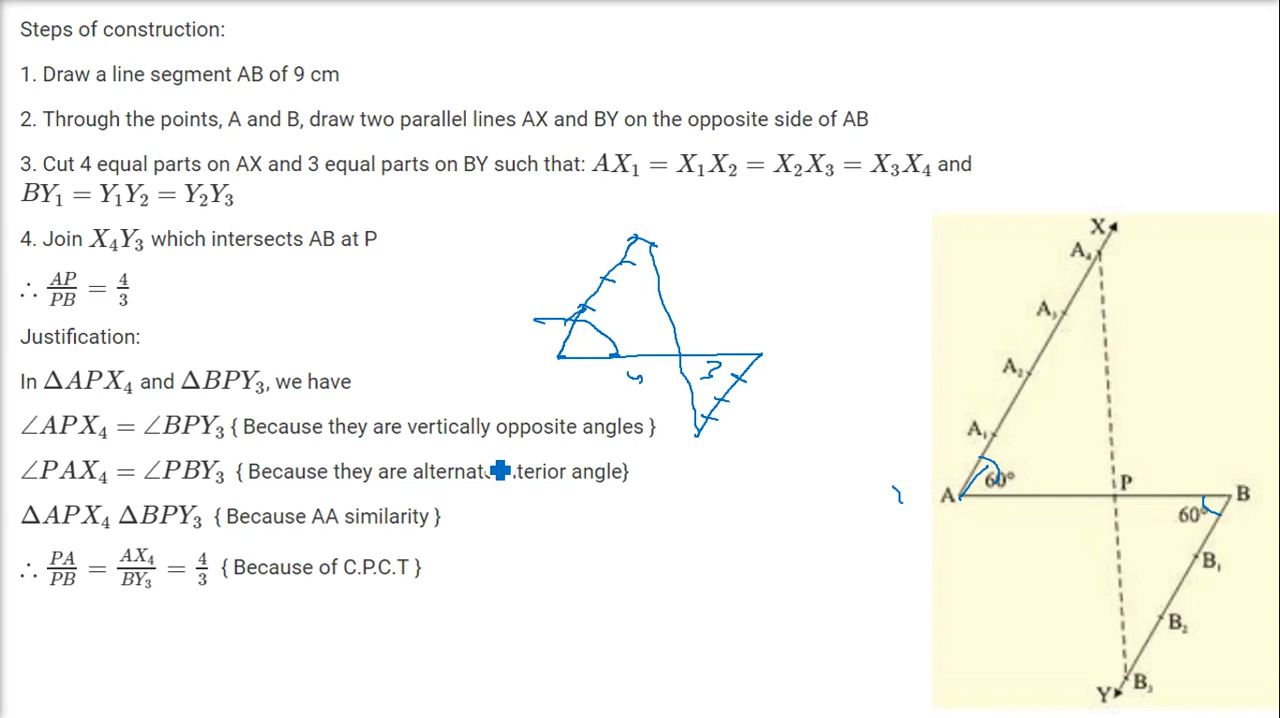 Steps of construction:
1. Draw a line segment AB of 9 cm
2. Through the points, A and B, draw two parallel lines AX and BY on the opposite side of AB
3. Cut 4 equal parts on AX and 3 equal parts on BY such that: AX₁ = X₁X₂ = X₂X₃ = X₃X₄ and
BY₁ = Y₁Y₂ = Y₂Y₃
4. Join X₄Y₃ which intersects AB at P
∴ AP/PB = 4/3
Justification:
In ΔAPX₄ and ΔBPY₃, we have
∠APX₄ = ∠BPY₃ { Because they are vertically opposite angles }
∠PAX₄ = ∠PBY₃ { Because they are angle}
ΔAPX₄ ΔBPY₃ { Because AA similarity }
∴ PA/PB = AX₄/BY₃ = 4/3 { Because of C.P.C.T }
3
X
A₄
A₃
A₂
A₁
A
60°
P
B
60°
B₁
B₂
B₃
Y